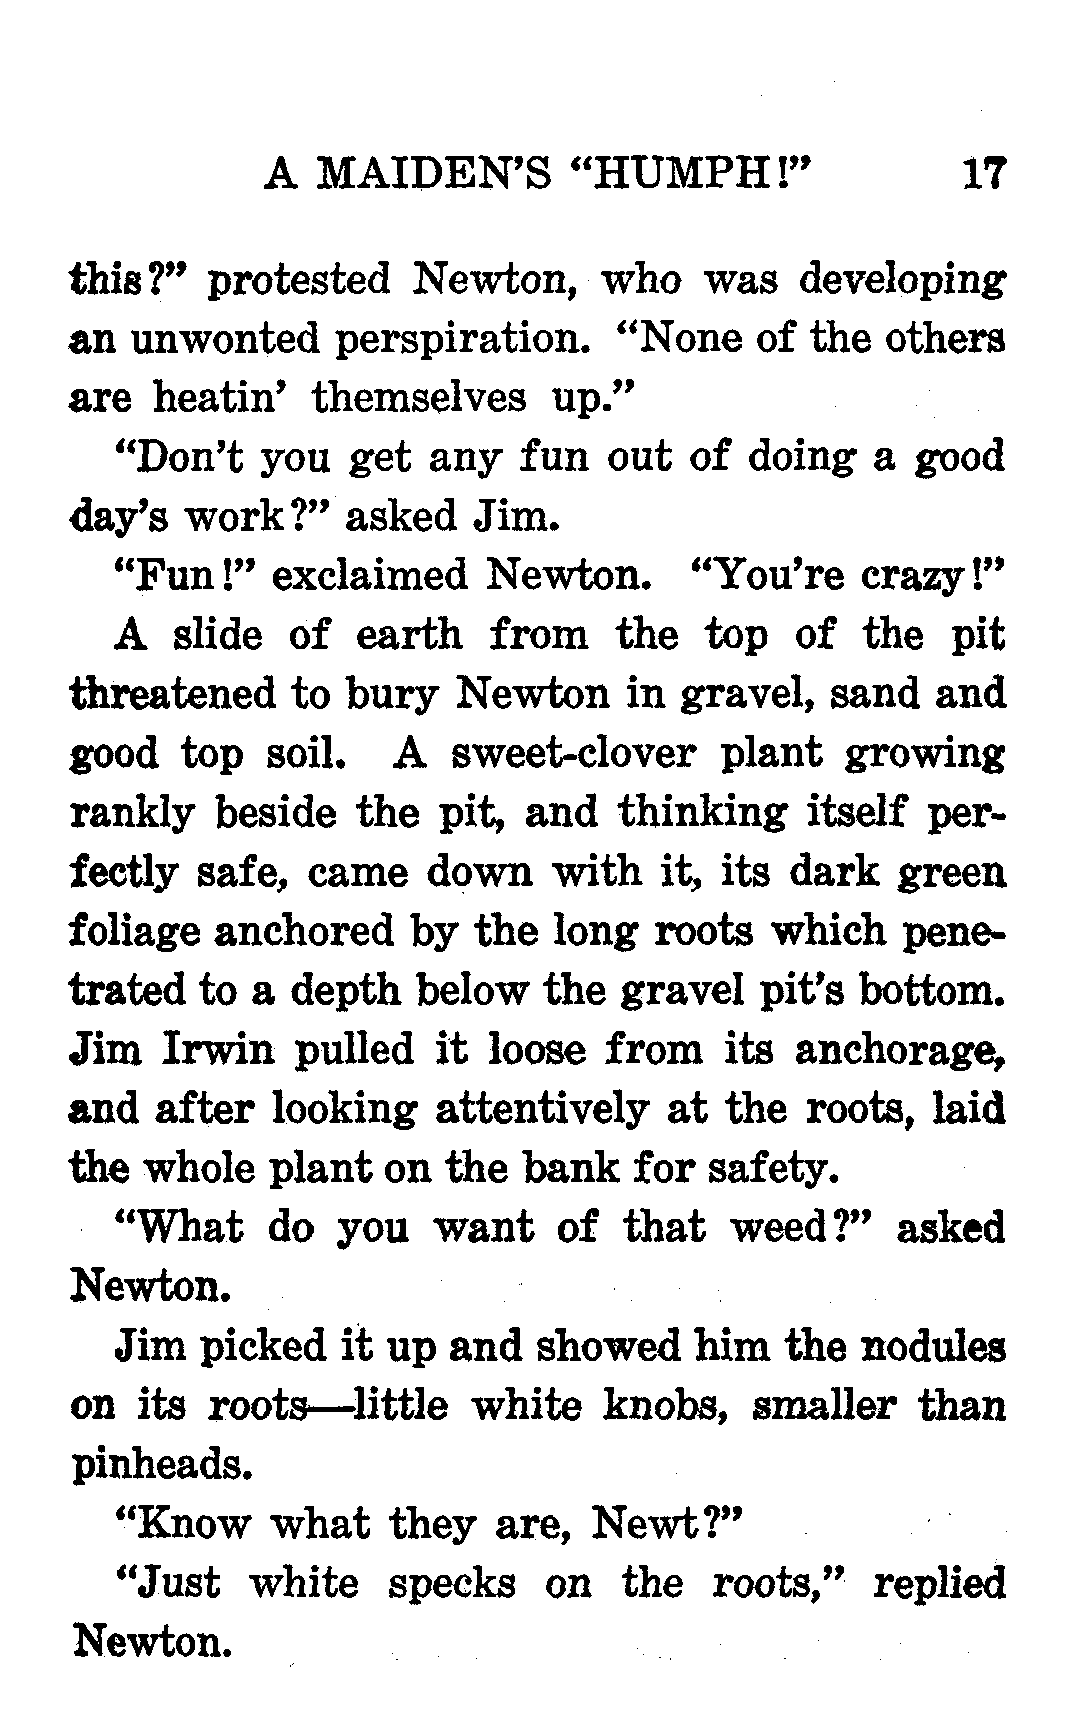 A MAIDEN'S "HUMPH!" 17
this?" protested Newton, who was developing
an unwonted perspiration. "None of the others
are heatin' themselves up."
"Don't you get any fun out of doing a good
day's work?" asked Jim.
"Fun!" exclaimed Newton. "You're crazy!"
A slide of earth from the top of the pit
threatened to bury Newton in gravel, sand and
good top soil. A sweet-clover plant growing
rankly beside the pit, and thinking itself per-
fectly safe, came down with it, its dark green
foliage anchored by the long roots which pene-
trated to a depth below the gravel pit's bottom.
Jim Irwin pulled it loose from its anchorage,
and after looking attentively at the roots, laid
the whole plant on the bank for safety.
"What do you want of that weed?" asked
Newton.
Jim picked it up and showed him the nodules
on its roots—little white knobs, smaller than
pinheads.
"Know what they are, Newt?"
"Just white specks on the roots," replied
Newton.